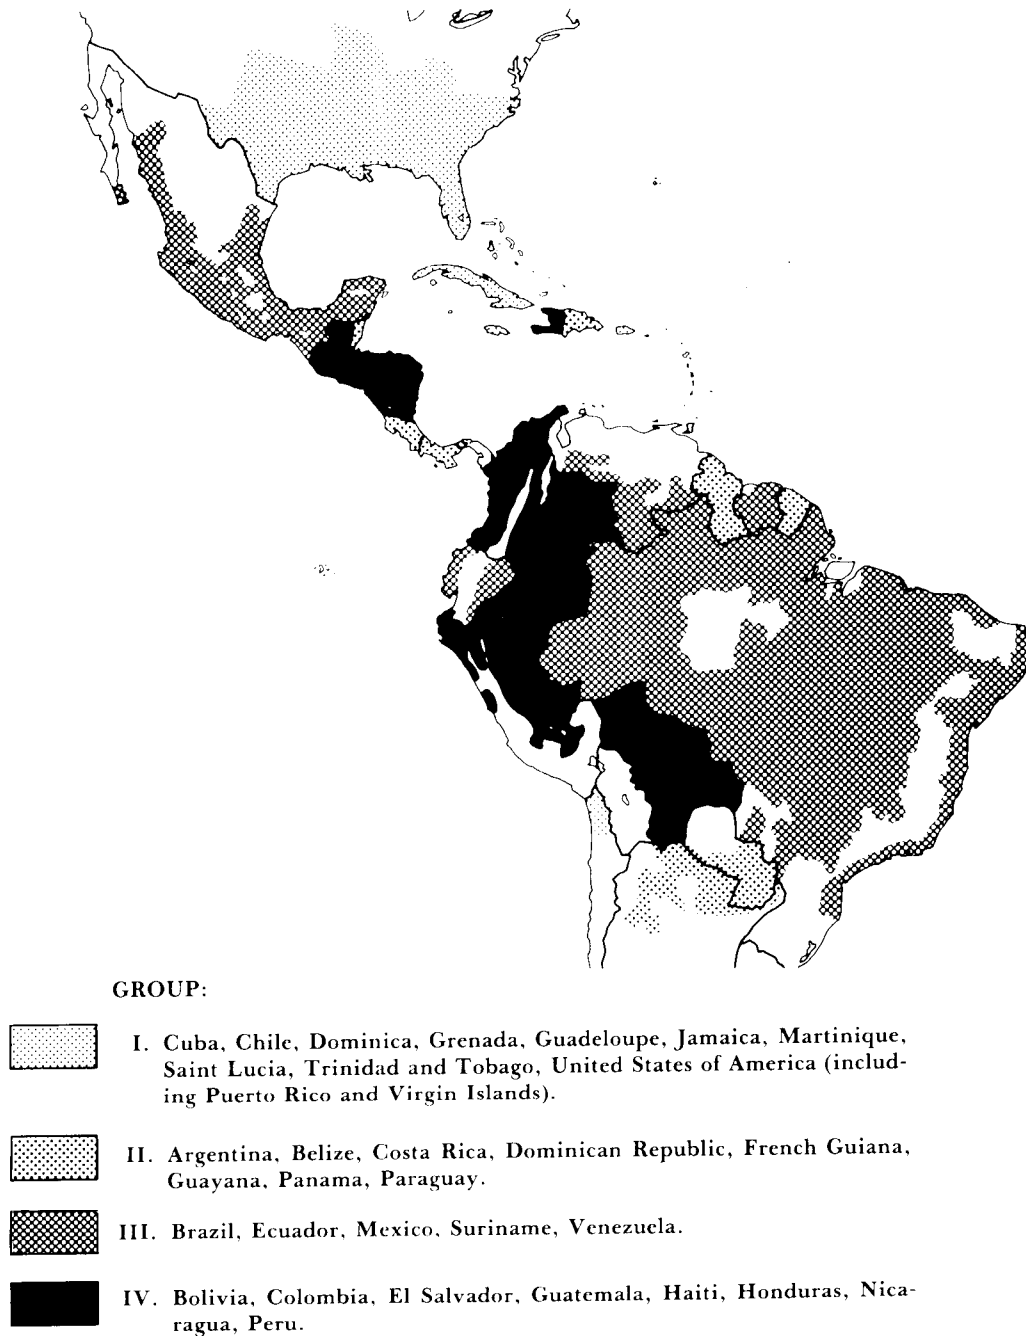 GROUP:
I. Cuba, Chile, Dominica, Grenada, Guadeloupe, Jamaica, Martinique,
Saint Lucia, Trinidad and Tobago, United States of America (includ-
ing Puerto Rico and Virgin Islands).
II. Argentina, Belize, Costa Rica, Dominican Republic, French Guiana,
Guayana, Panama, Paraguay.
III. Brazil, Ecuador, Mexico, Suriname, Venezuela.
IV. Bolivia, Colombia, El Salvador, Guatemala, Haiti, Honduras, Nica-
ragua, Peru.